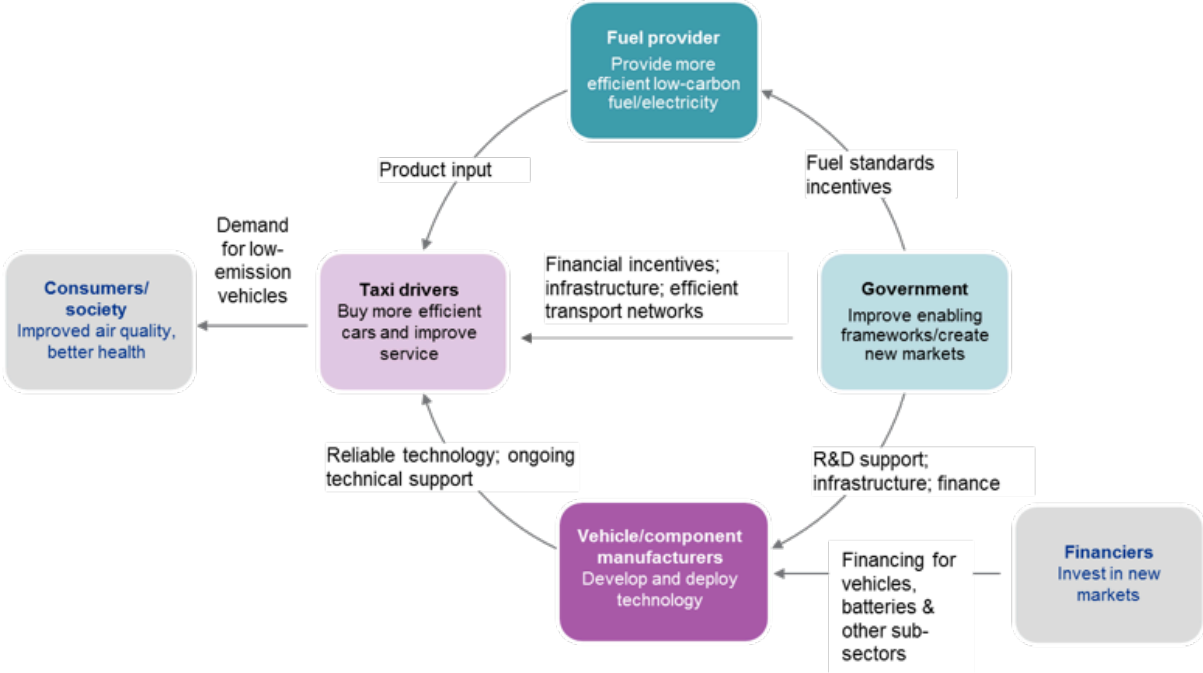 Fuel provider
Provide more
efficient low-carbon
fuel/electricity
Product input
Fuel standards
incentives
Demand
for low-
emission
vehicles
Consumers/
society
Improved air quality,
better health
Taxi drivers
Buy more efficient
cars and improve
service
Financial incentives;
infrastructure; efficient
transport networks
Government
Improve enabling
frameworks/create
new markets
Reliable technology; ongoing
technical support
R&D support;
infrastructure; finance
Vehicle/component
manufacturers
Develop and deploy
technology
Financing for
vehicles,
batteries &
other sub-
sectors
Financiers
Invest in new
markets